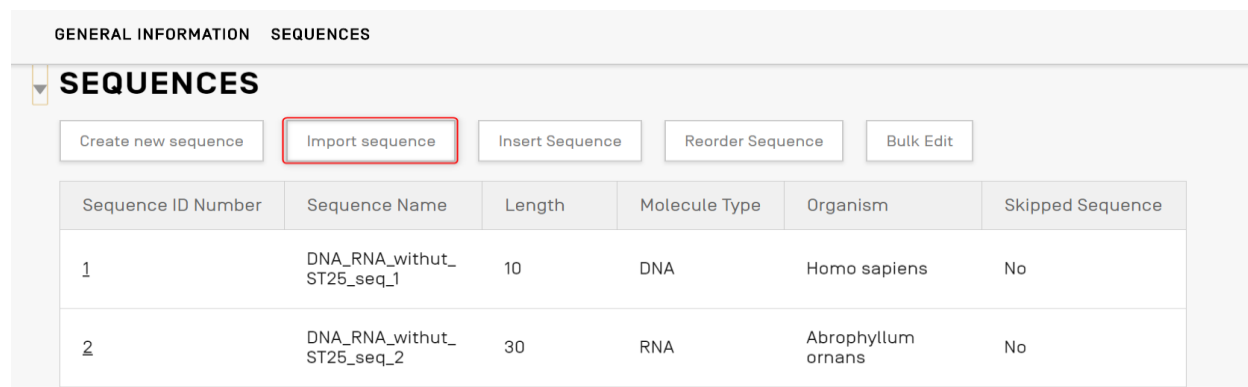 GENERAL INFORMATION SEQUENCES
SEQUENCES
Create new sequence Import sequence Insert Sequence Reorder Sequence Bulk Edit
Sequence ID Number Sequence Name Length Molecule Type Organism Skipped Sequence
DNA_RNA_withut_
1 10 DNA Homo sapiens No
ST25_seq_1
DNA_RNA_withut_ Abrophyllum
2 30 RNA No
ST25_seq_2 ornans